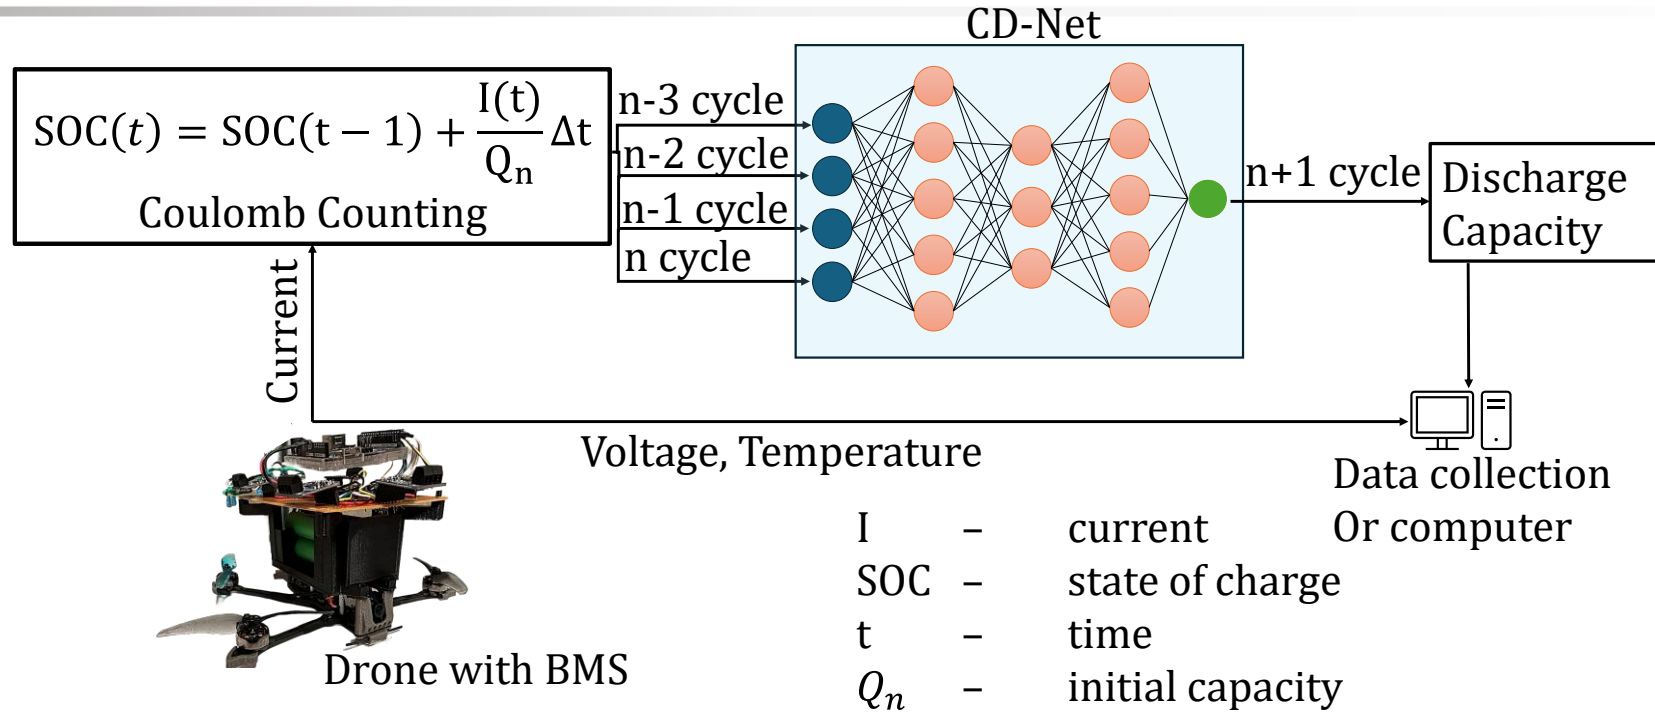 CD-Net
SOC(t) = SOC(t − 1) + I(t)/Qn Δt
Coulomb Counting
n-3 cycle
n-2 cycle
n-1 cycle
n cycle
n+1 cycle
Discharge
Capacity
Current
Voltage, Temperature
Data collection
Or computer
Drone with BMS
I – current
SOC – state of charge
t – time
Qn – initial capacity